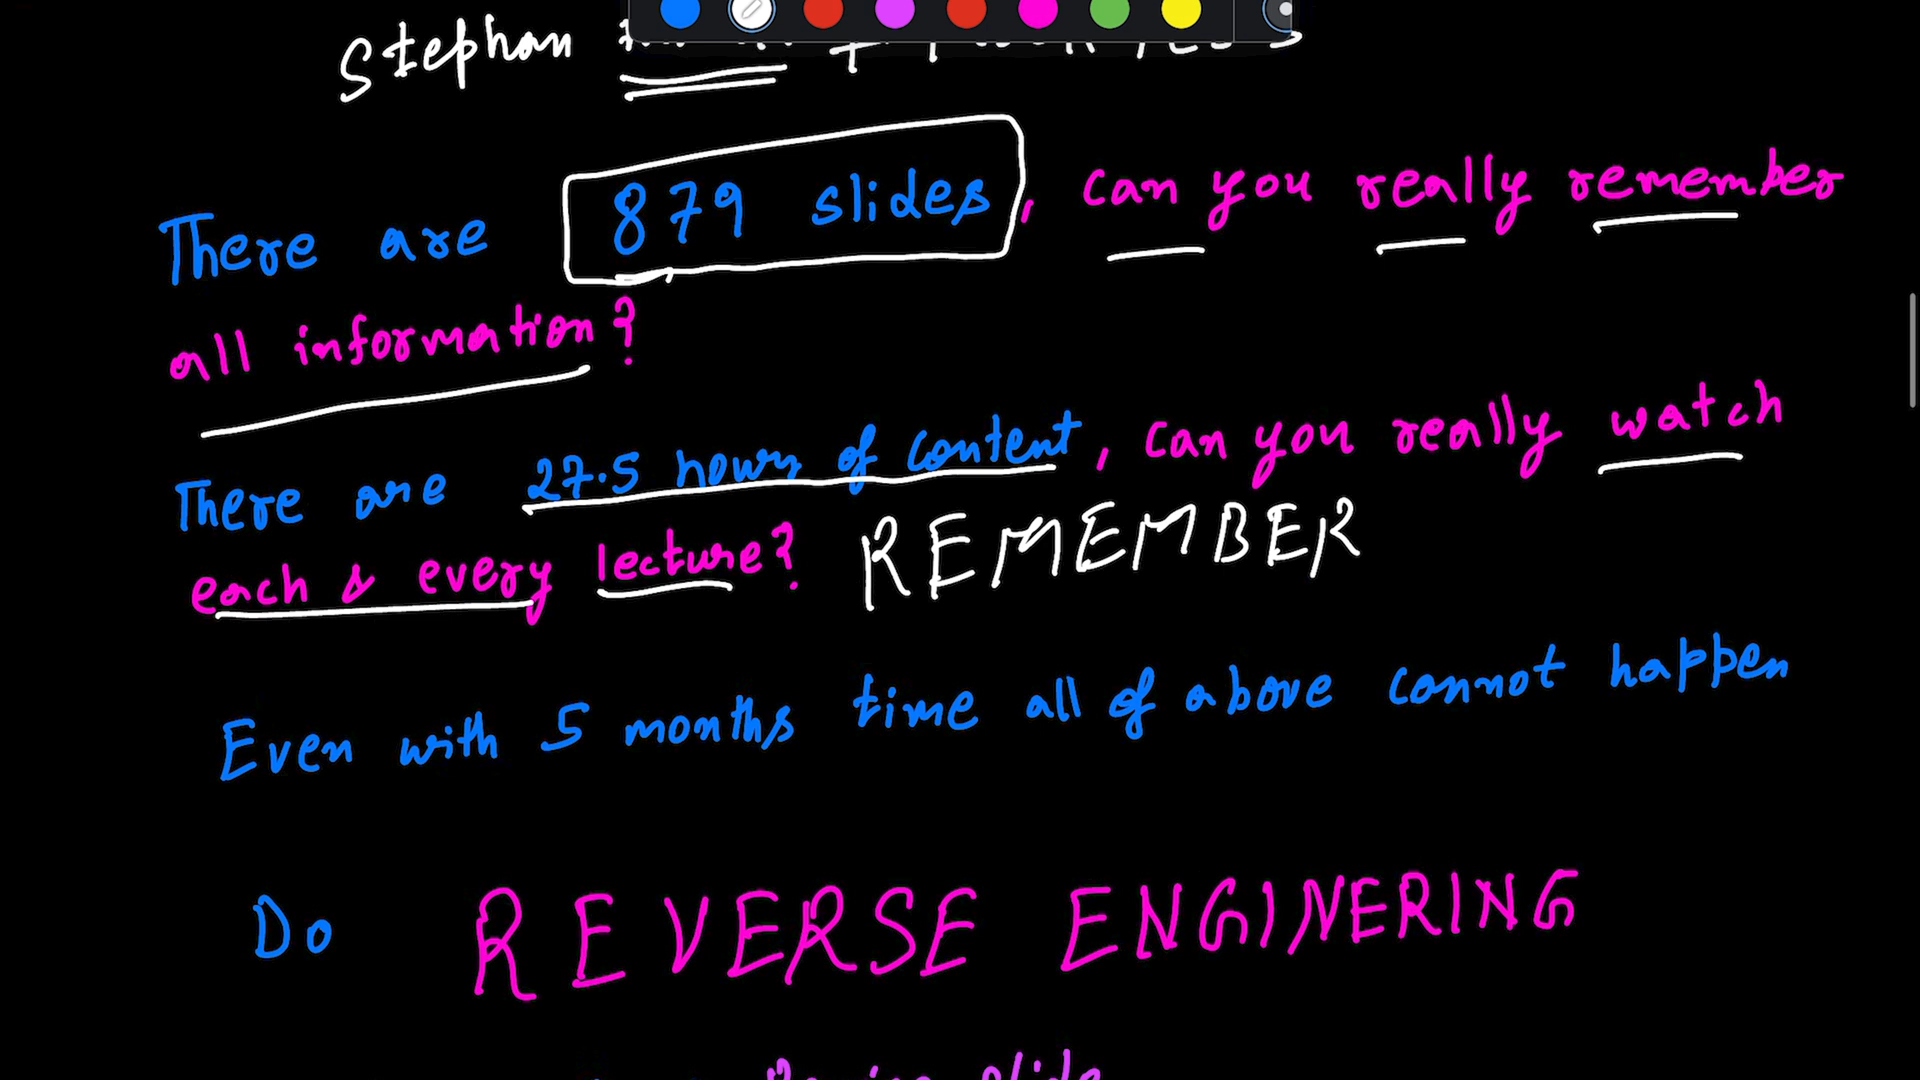 Stephan
There are 879 slides, can you really remember
all information?
There are 27.5 hours of content, can you really watch
each & every lecture? REMEMBER
Even with 5 months time all of above cannot happen
Do REVERSE ENGINERING